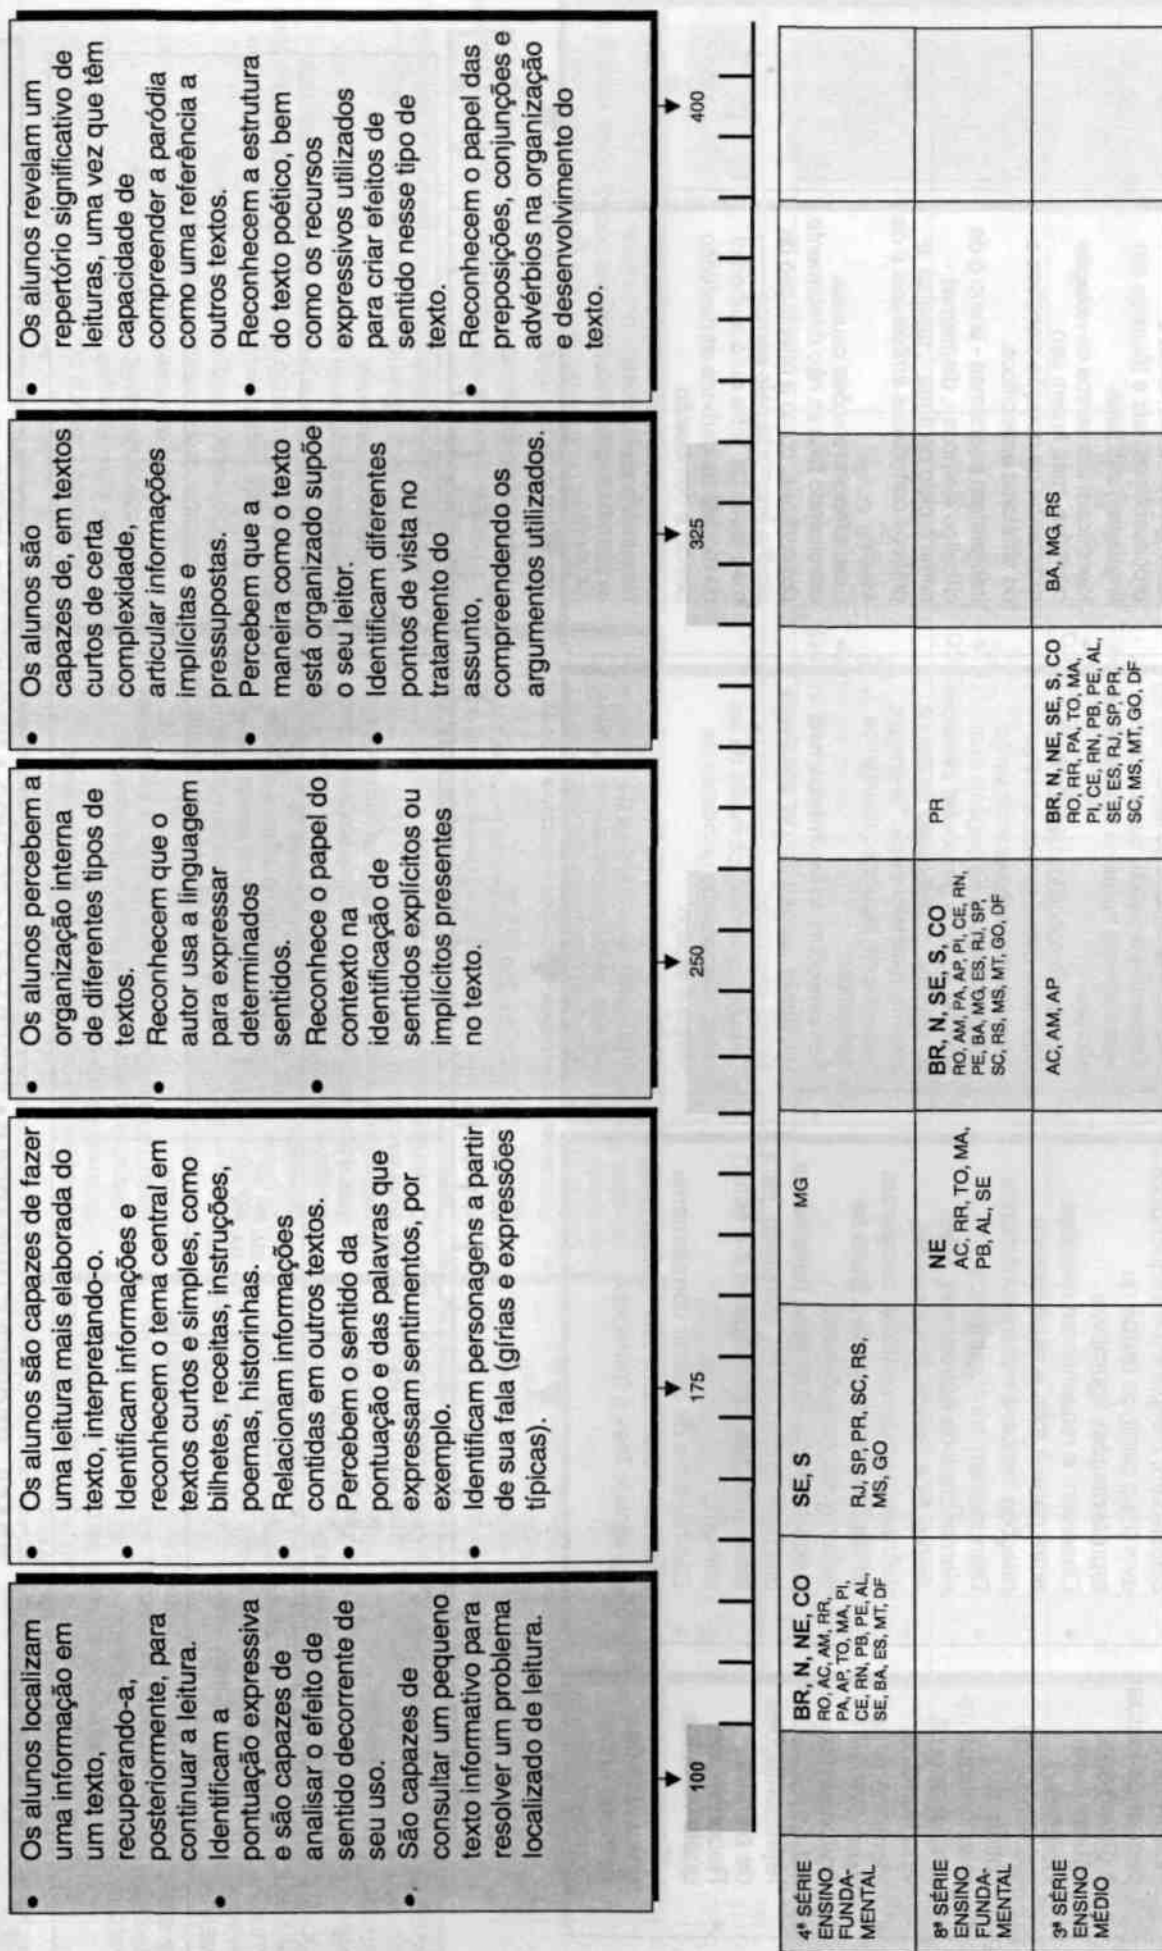 • Os alunos localizam
uma informação em
um texto,
recuperando-a,
posteriormente, para
continuar a leitura.
• Identificam a
pontuação expressiva
e são capazes de
analisar o efeito de
sentido decorrente de
seu uso.
• São capazes de
consultar um pequeno
texto informativo para
resolver um problema
localizado de leitura.
• Os alunos são capazes de fazer
uma leitura mais elaborada do
texto, interpretando-o.
• Identificam informações e
reconhecem o tema central em
textos curtos e simples, como
bilhetes, receitas, instruções,
poemas, historinhas.
• Relacionam informações
contidas em outros textos.
• Percebem o sentido da
pontuação e das palavras que
expressam sentimentos, por
exemplo.
• Identificam personagens a partir
de sua fala (gírias e expressões
típicas).
• Os alunos percebem a
organização interna
de diferentes tipos de
textos.
• Reconhecem que o
autor usa a linguagem
para expressar
determinados
sentidos.
• Reconhece o papel do
contexto na
identificação de
sentidos explícitos ou
implícitos presentes
no texto.
• Os alunos são
capazes de, em textos
curtos de certa
complexidade,
articular informações
implícitas e
pressupostas.
• Percebem que a
maneira como o texto
está organizado supõe
o seu leitor.
• Identificam diferentes
pontos de vista no
tratamento do
assunto,
compreendendo os
argumentos utilizados.
• Os alunos revelam um
repertório significativo de
leituras, uma vez que têm
capacidade de
compreender a paródia
como uma referência a
outros textos.
• Reconhecem a estrutura
do texto poético, bem
como os recursos
expressivos utilizados
para criar efeitos de
sentido nesse tipo de
texto.
• Reconhecem o papel das
preposições, conjunções e
advérbios na organização
e desenvolvimento do
texto.
100 175 250 325 400
4ª SÉRIE
ENSINO
FUNDA-
MENTAL
BR, N, NE, CO
RO, AC, AM, RR,
PA, AP, TO, MA, PI,
CE, RN, PB, PE, AL,
SE, BA, ES, MT, DF
SE, S
RJ, SP, PR, SC, RS,
MS, GO
MG
8ª SÉRIE
ENSINO
FUNDA-
MENTAL
NE
AC, RR, TO, MA,
PB, AL, SE
BR, N, SE, S, CO
RO, AM, PA, AP, PI, CE, RN,
PE, BA, MG, ES, RJ, SP,
SC, RS, MS, MT, GO, DF
PR
3ª SÉRIE
ENSINO
MÉDIO
AC, AM, AP
BR, N, NE, SE, S, CO
RO, RR, PA, TO, MA,
PI, CE, RN, PB, PE, AL,
SE, ES, RJ, SP, PR,
SC, MS, MT, GO, DF
BA, MG, RS